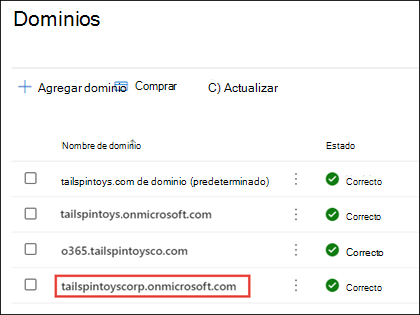 Dominios
Agregar dominio Comprar C) Actualizar
Nombre de dominio Estado
tailspintoys.com de dominio (predeterminado) Correcto
tailspintoys.onmicrosoft.com Correcto
o365.tailspintoysco.com Correcto
tailspintoyscorp.onmicrosoft.com Correcto